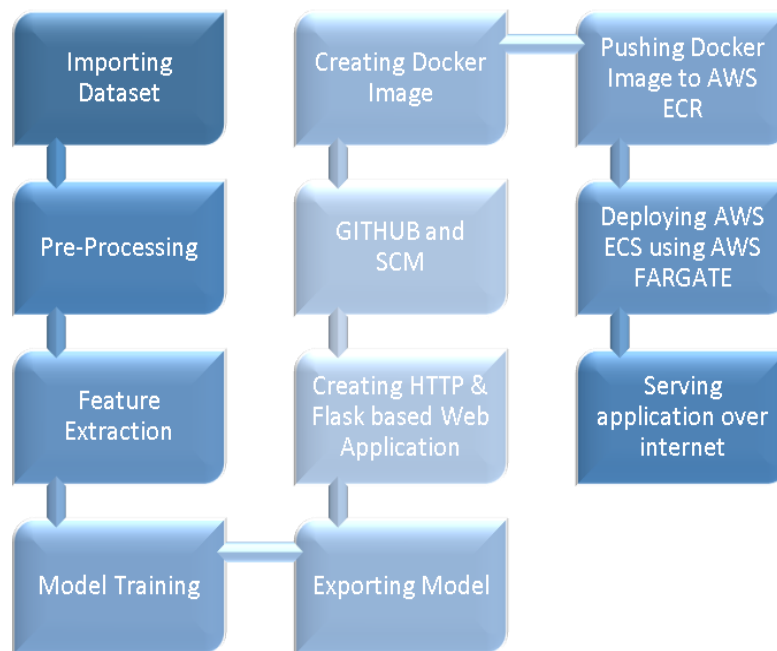 Importing
Dataset
Pre-Processing
Feature
Extraction
Model Training
Exporting Model
Creating HTTP &
Flask based Web
Application
GITHUB and
SCM
Creating Docker
Image
Pushing Docker
Image to AWS
ECR
Deploying AWS
ECS using AWS
FARGATE
Serving
application over
internet